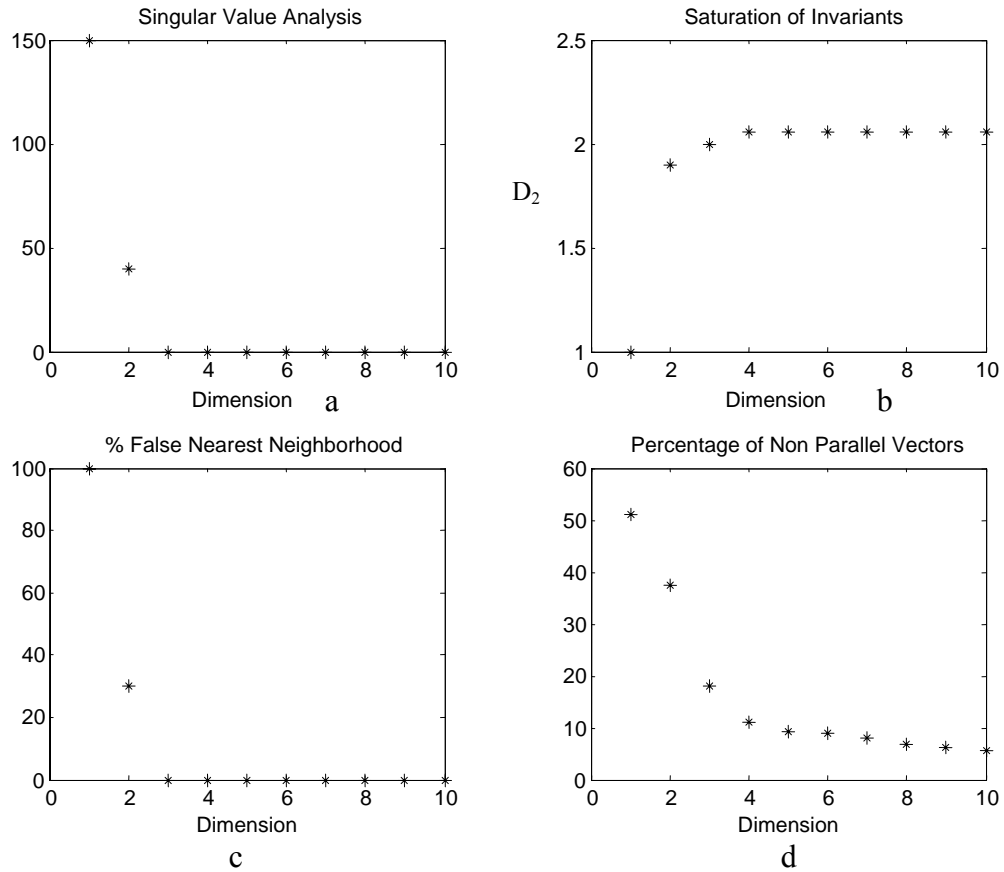 Singular Value Analysis
150
100
50
0
0 2 4 6 8 10
Dimension
a
Saturation of Invariants
2.5
2
D2
1.5
1
0 2 4 6 8 10
Dimension
b
% False Nearest Neighborhood
100
80
60
40
20
0
0 2 4 6 8 10
Dimension
c
Percentage of Non Parallel Vectors
60
50
40
30
20
10
0
0 2 4 6 8 10
Dimension
d